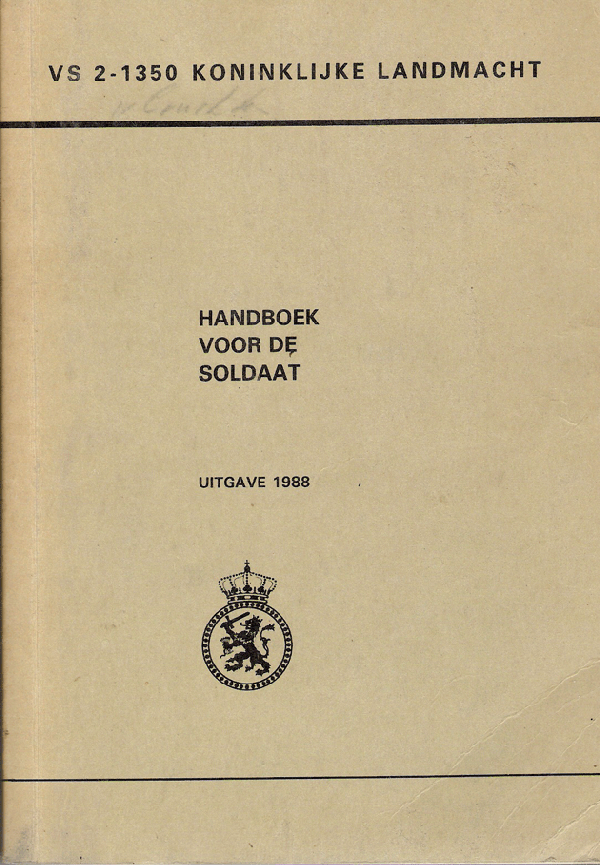 VS 2-1350 KONINKLIJKE LANDMACHT
HANDBOEK
VOOR DE
SOLDAAT
UITGAVE 1988